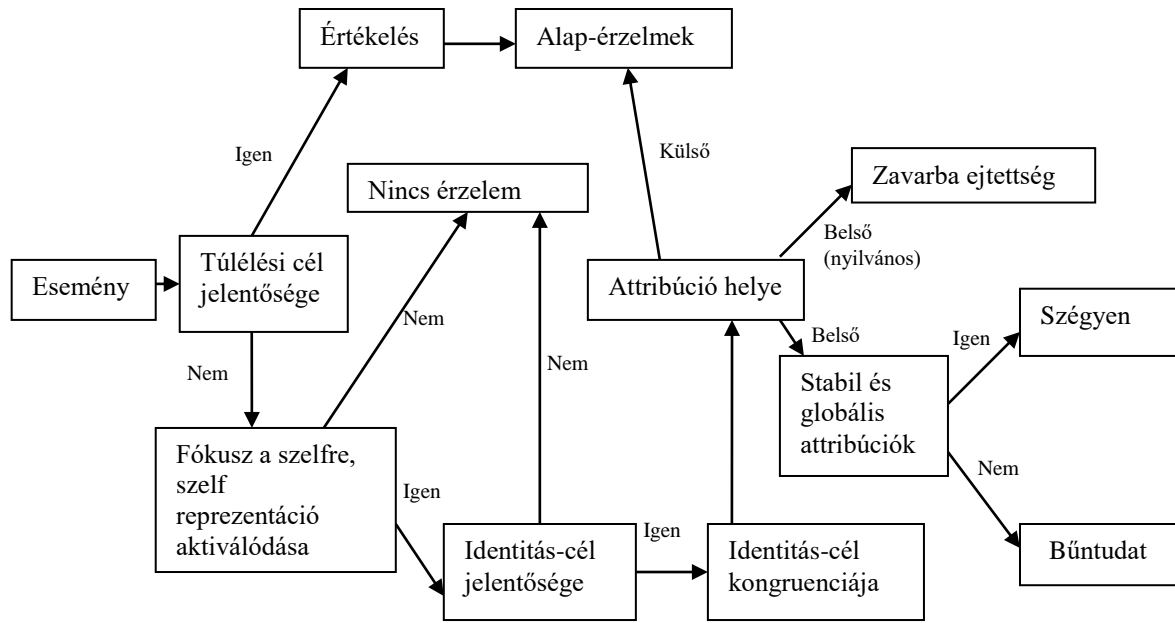 Értékelés
Alap-érzelmek
Igen
Külső
Nincs érzelem
Zavarba ejtettség
Belső
(nyilvános)
Esemény
Túlélési cél
jelentősége
Attribúció helye
Nem
Belső
Igen
Szégyen
Nem
Nem
Stabil és
globális
attribúciók
Fókusz a szelfre,
szelf
reprezentáció
aktiválódása
Igen
Nem
Identitás-cél
jelentősége
Igen
Identitás-cél
kongruenciája
Bűntudat